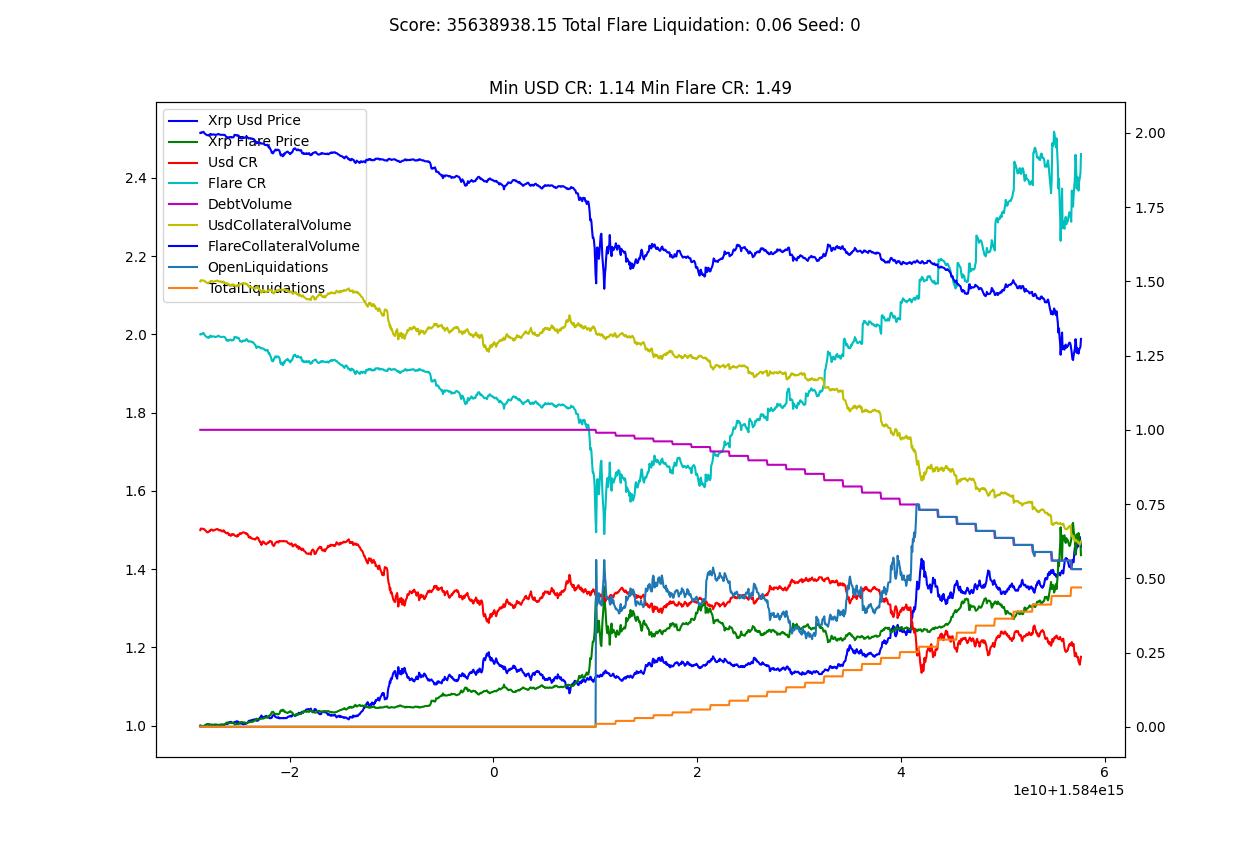 Score: 35638938.15 Total Flare Liquidation: 0.06 Seed: 0
Min USD CR: 1.14 Min Flare CR: 1.49
Xrp Usd Price
Xrp Flare Price
Usd CR
Flare CR
DebtVolume
UsdCollateralVolume
FlareCollateralVolume
OpenLiquidations
TotalLiquidations
2.4
2.2
2.0
1.8
1.6
1.4
1.2
1.0
2.00
1.75
1.50
1.25
1.00
0.75
0.50
0.25
0.00
−2
0
2
4
6
1e10+1.584e15